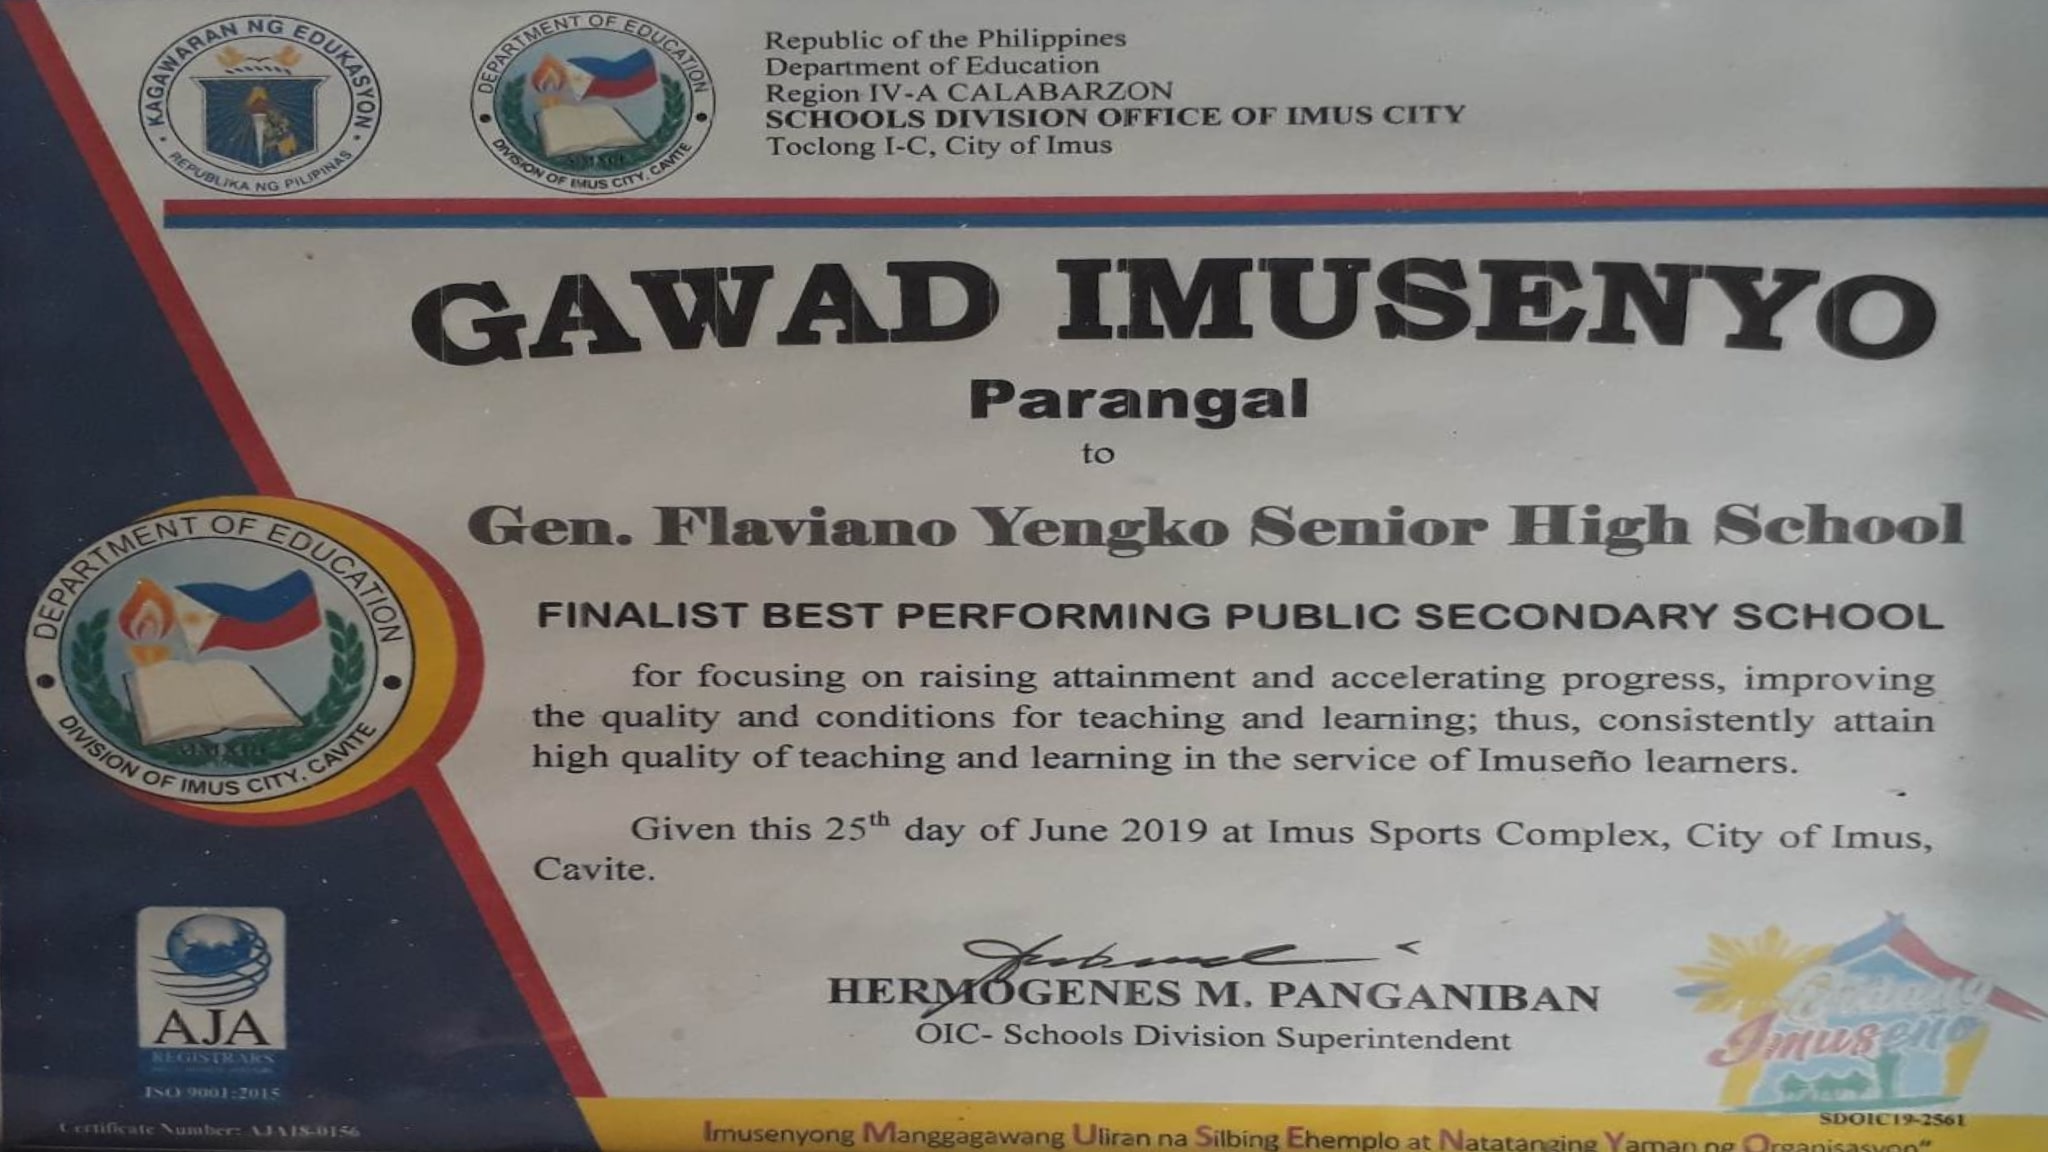 KAGAWARAN NG EDUKASYON
REPUBLIKA NG PILIPINAS
DEPARTMENT OF EDUCATION
DIVISION OF IMUS CITY, CAVITE
Republic of the Philippines
Department of Education
Region IV-A CALABARZON
SCHOOLS DIVISION OFFICE OF IMUS CITY
Toclong I-C, City of Imus
GAWAD IMUSENYO
Parangal
to
Gen. Flaviano Yengko Senior High School
FINALIST BEST PERFORMING PUBLIC SECONDARY SCHOOL
for focusing on raising attainment and accelerating progress, improving
the quality and conditions for teaching and learning; thus, consistently attain
high quality of teaching and learning in the service of Imuseño learners.
Given this 25th day of June 2019 at Imus Sports Complex, City of Imus,
Cavite.
HERMOGENES M. PANGANIBAN
OIC- Schools Division Superintendent
DEPARTMENT OF EDUCATION
DIVISION OF IMUS CITY, CAVITE
AJA
REGISTRARS
ISO 9001:2015
Certificate Number: AJA18-0156
Imuseño
SDOIC19-2561
Imusenyong Manggagawang Uliran na Silbing Ehemplo at Natatanging Yaman ng Organisasyon"